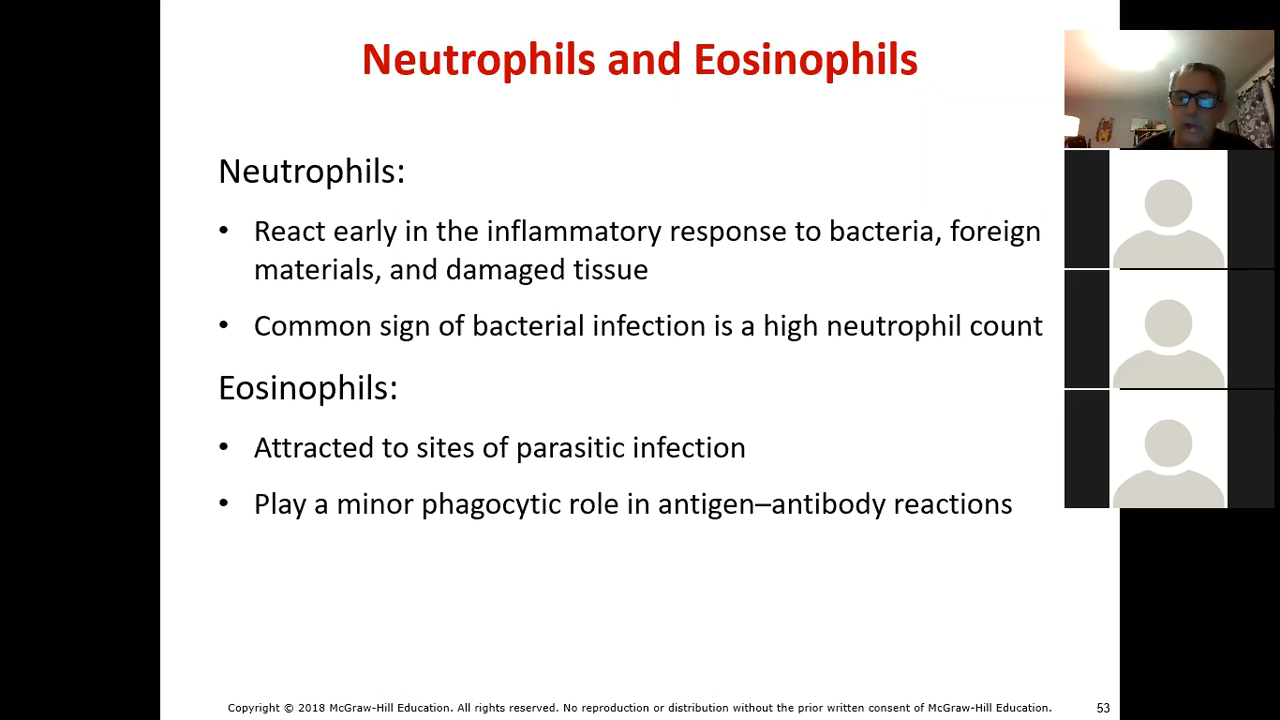 Neutrophils and Eosinophils
Neutrophils:
• React early in the inflammatory response to bacteria, foreign
materials, and damaged tissue
• Common sign of bacterial infection is a high neutrophil count
Eosinophils:
• Attracted to sites of parasitic infection
• Play a minor phagocytic role in antigen–antibody reactions
Copyright © 2018 McGraw-Hill Education. All rights reserved. No reproduction or distribution without the prior written consent of McGraw-Hill Education.
53